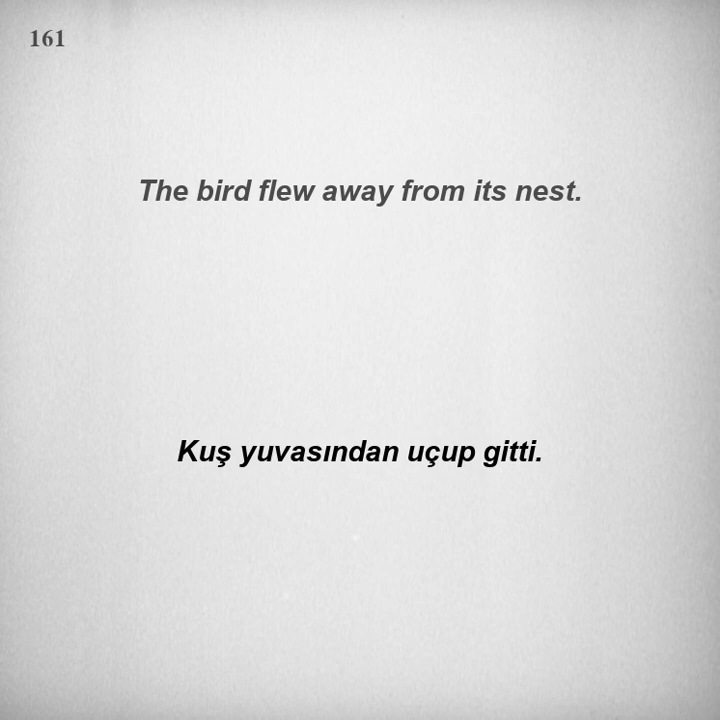 161
The bird flew away from its nest.
Kuş yuvasından uçup gitti.